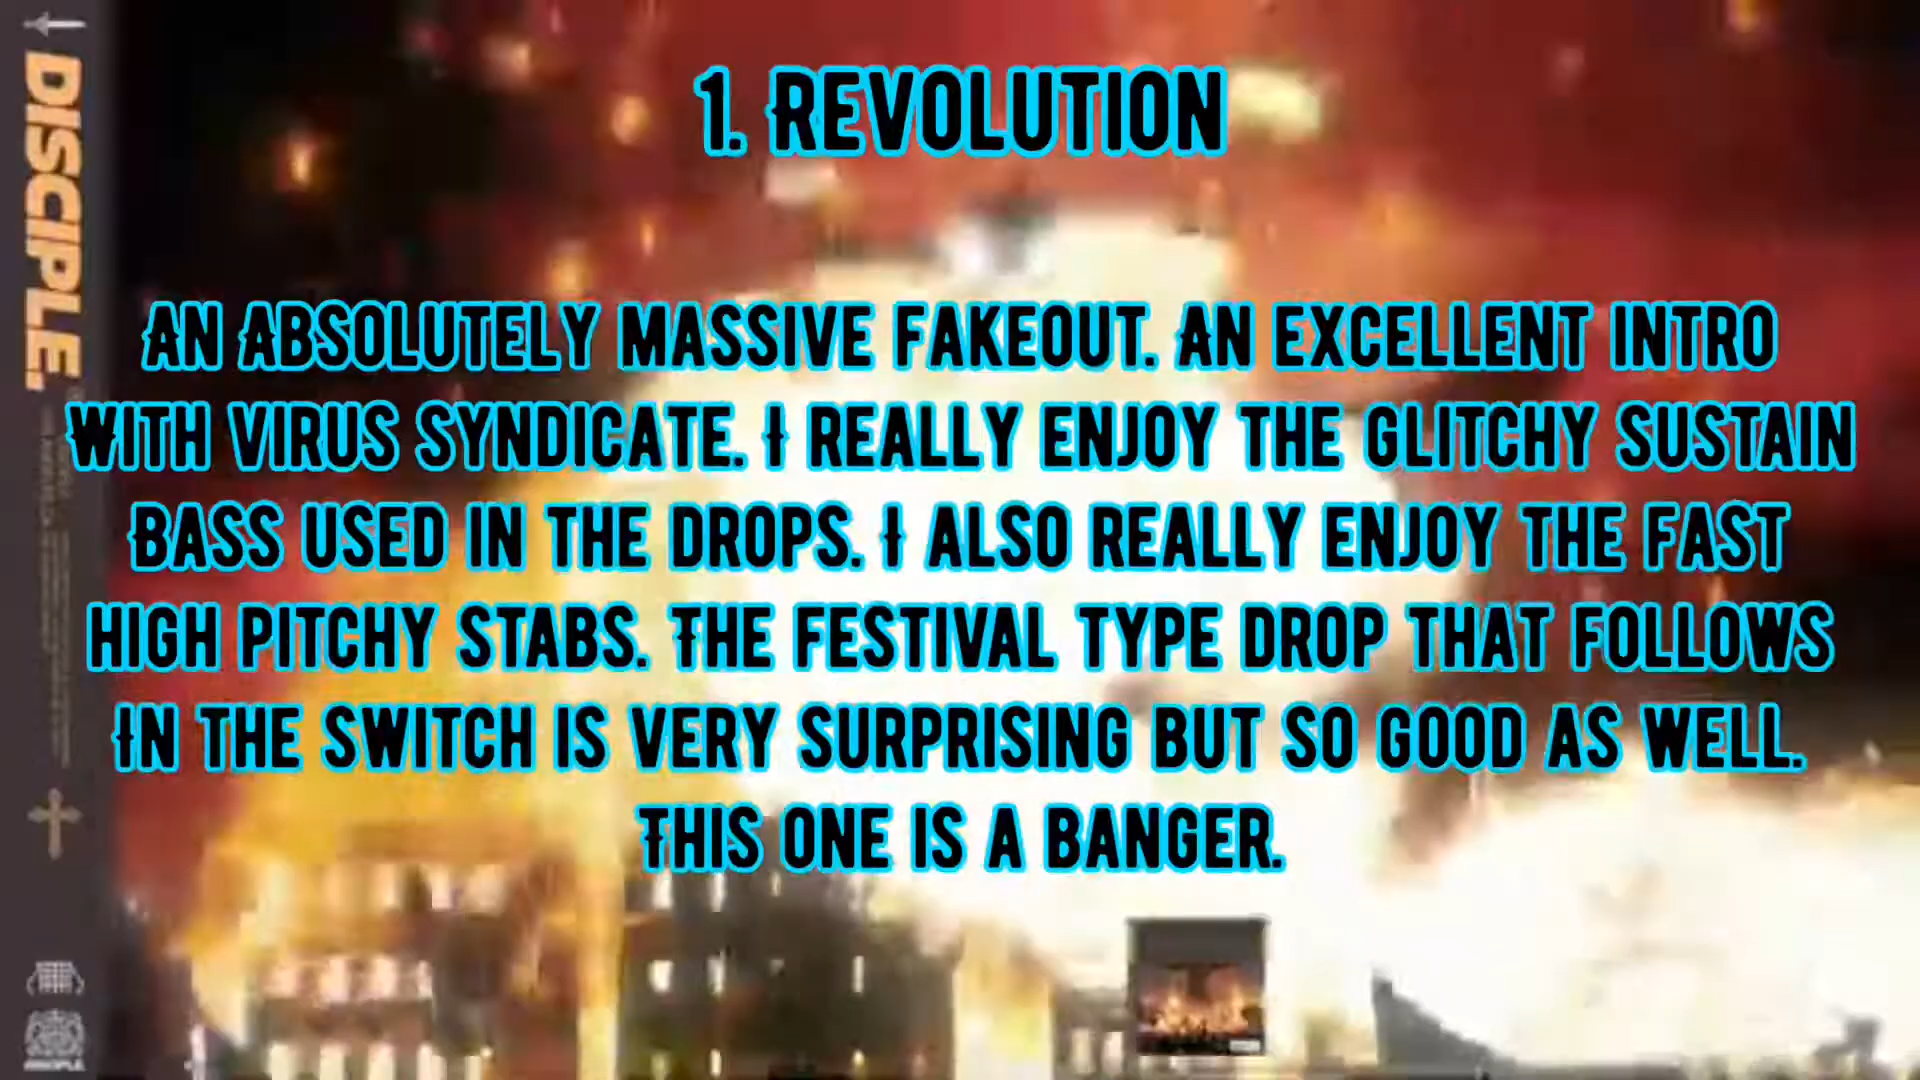 DISCIPLE.
1. REVOLUTION
AN ABSOLUTELY MASSIVE FAKEOUT. AN EXCELLENT INTRO
WITH VIRUS SYNDICATE. I REALLY ENJOY THE GLITCHY SUSTAIN
BASS USED IN THE DROPS. I ALSO REALLY ENJOY THE FAST
HIGH PITCHY STABS. THE FESTIVAL TYPE DROP THAT FOLLOWS
IN THE SWITCH IS VERY SURPRISING BUT SO GOOD AS WELL.
THIS ONE IS A BANGER.